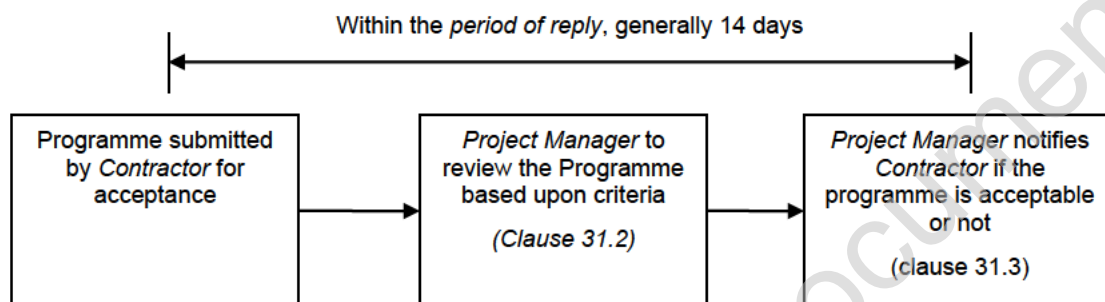 Within the period of reply, generally 14 days
Programme submitted
by Contractor for
acceptance
Project Manager to
review the Programme
based upon criteria
(Clause 31.2)
Project Manager notifies
Contractor if the
programme is acceptable
or not
(clause 31.3)